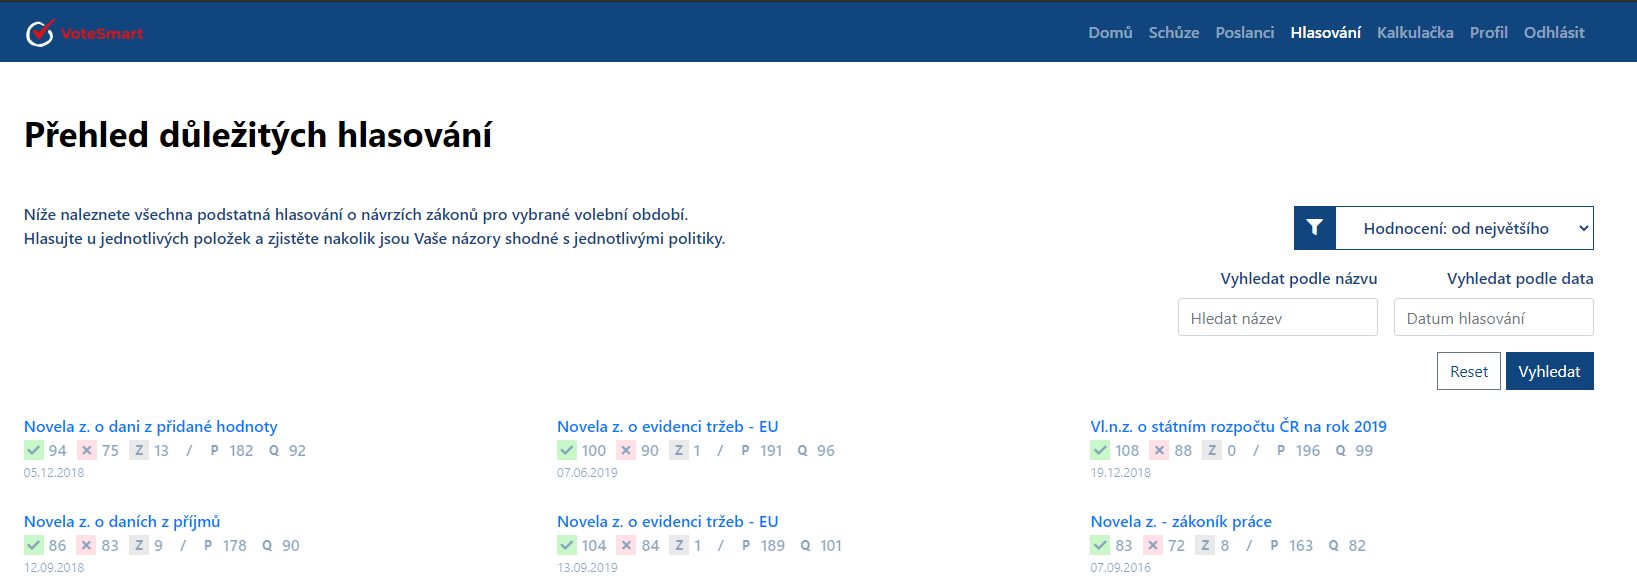 VoteSmart
Domů Schůze Poslanci Hlasování Kalkulačka Profil Odhlásit
Přehled důležitých hlasování
Níže naleznete všechna podstatná hlasování o návrzích zákonů pro vybrané volební období.
Hlasujte u jednotlivých položek a zjistěte nakolik jsou Vaše názory shodné s jednotlivými politiky.
Hodnocení: od největšího
Vyhledat podle názvu Vyhledat podle data
Hledat název Datum hlasování
Reset Vyhledat
Novela z. o dani z přidané hodnoty
94 75 Z 13 / P 182 Q 92
05.12.2018
Novela z. o evidenci tržeb - EU
100 90 Z 1 / P 191 Q 96
07.06.2019
Vl.n.z. o státním rozpočtu ČR na rok 2019
108 88 Z 0 / P 196 Q 99
19.12.2018
Novela z. o daních z příjmů
86 83 Z 9 / P 178 Q 90
12.09.2018
Novela z. o evidenci tržeb - EU
104 84 Z 1 / P 189 Q 101
13.09.2019
Novela z. - zákoník práce
83 72 Z 8 / P 163 Q 82
07.09.2016